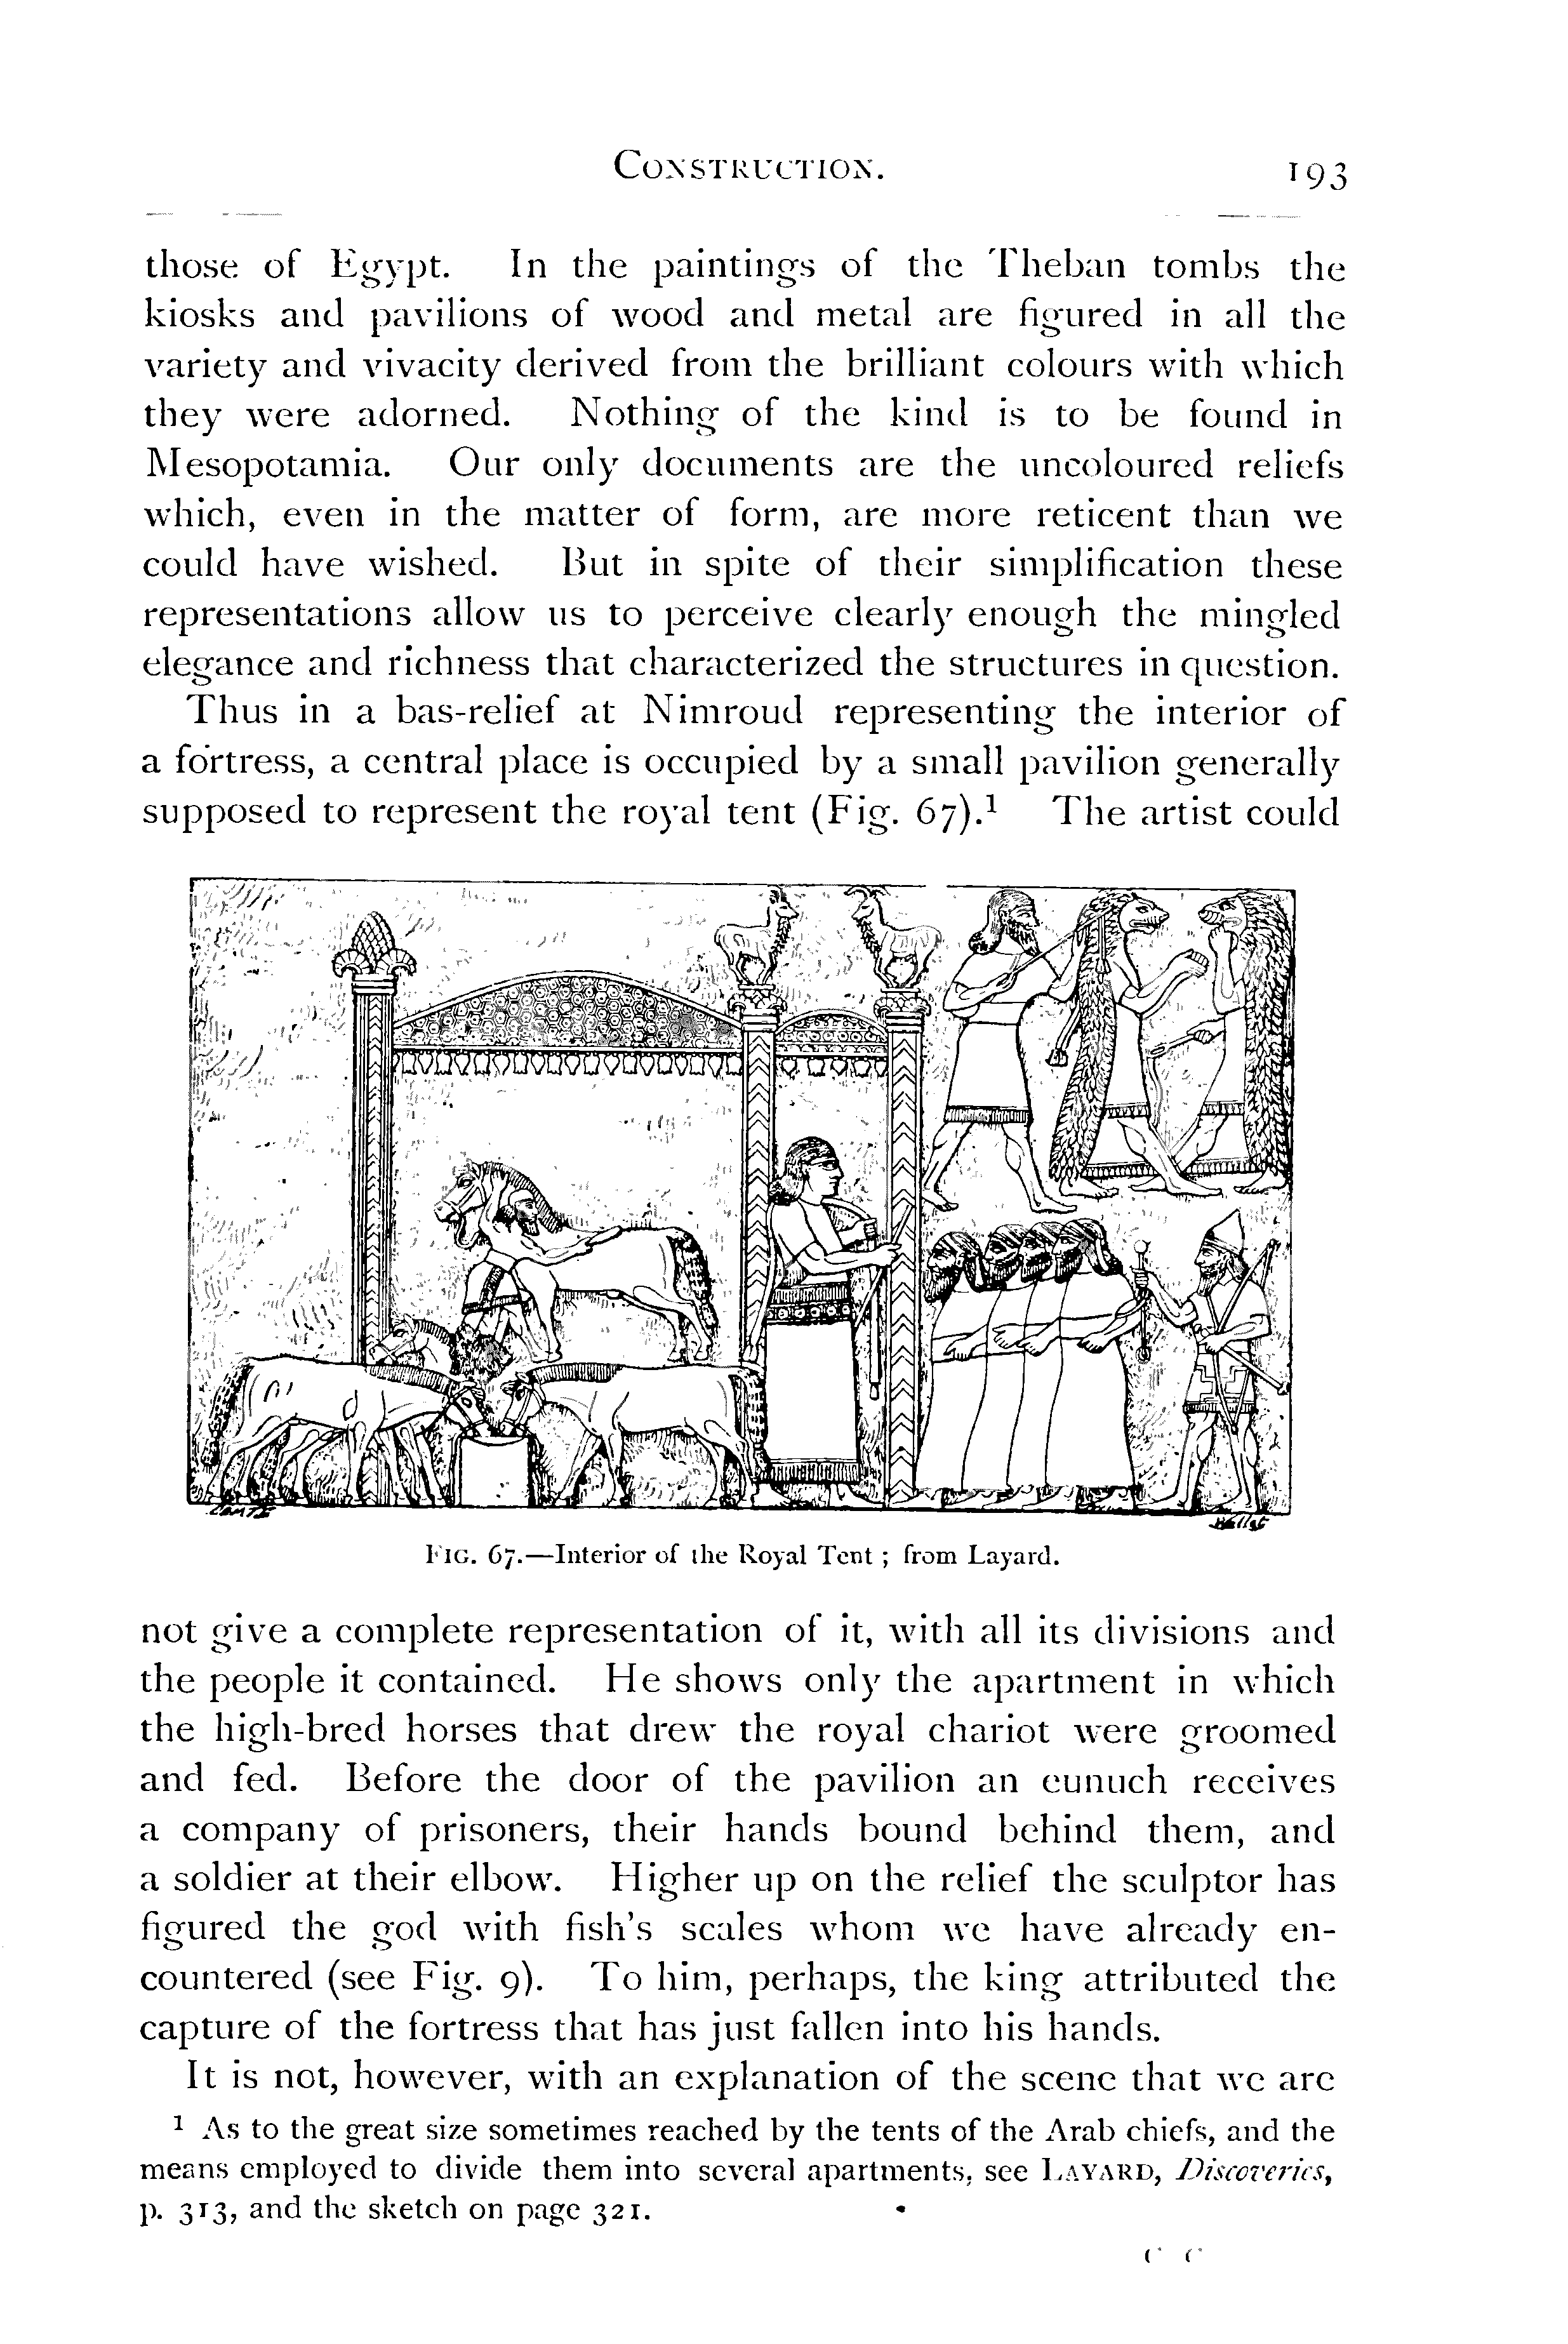 CONSTRUCTION. 193
those of Egypt. In the paintings of the Theban tombs the
kiosks and pavilions of wood and metal are figured in all the
variety and vivacity derived from the brilliant colours with which
they were adorned. Nothing of the kind is to be found in
Mesopotamia. Our only documents are the uncoloured reliefs
which, even in the matter of form, are more reticent than we
could have wished. But in spite of their simplification these
representations allow us to perceive clearly enough the mingled
elegance and richness that characterized the structures in question.
Thus in a bas-relief at Nimroud representing the interior of
a fortress, a central place is occupied by a small pavilion generally
supposed to represent the royal tent (Fig. 67).¹ The artist could
FIG. 67.—Interior of the Royal Tent ; from Layard.
not give a complete representation of it, with all its divisions and
the people it contained. He shows only the apartment in which
the high-bred horses that drew the royal chariot were groomed
and fed. Before the door of the pavilion an eunuch receives
a company of prisoners, their hands bound behind them, and
a soldier at their elbow. Higher up on the relief the sculptor has
figured the god with fish's scales whom we have already en-
countered (see Fig. 9). To him, perhaps, the king attributed the
capture of the fortress that has just fallen into his hands.
It is not, however, with an explanation of the scene that we are
¹ As to the great size sometimes reached by the tents of the Arab chiefs, and the
means employed to divide them into several apartments, see LAYARD, Discoveries,
p. 313, and the sketch on page 321.
C C